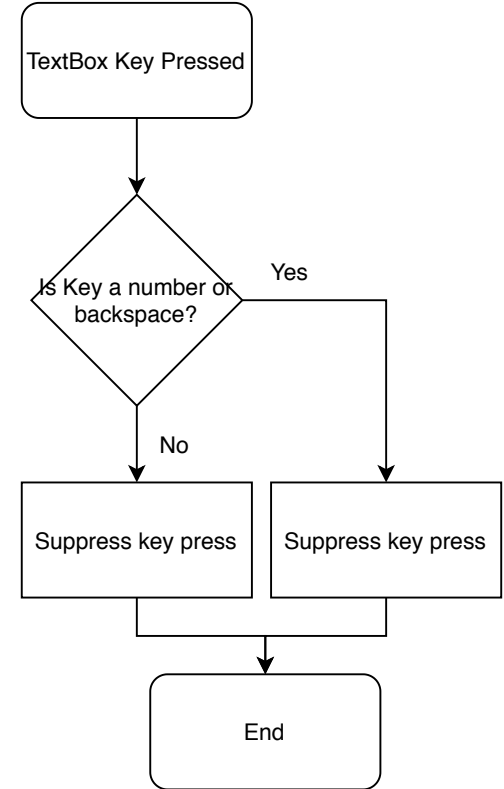 TextBox Key Pressed
Is Key a number or
backspace?
Yes
No
Suppress key press
Suppress key press
End